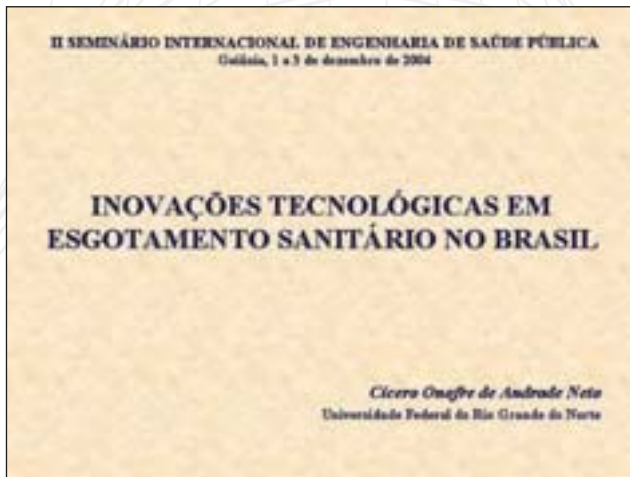 II SEMINÁRIO INTERNACIONAL DE ENGENHARIA DE SAÚDE PÚBLICA
Goiânia, 1 a 3 de dezembro de 2004
INOVAÇÕES TECNOLÓGICAS EM
ESGOTAMENTO SANITÁRIO NO BRASIL
Cícero Onofre de Andrade Neto
Universidade Federal do Rio Grande do Norte